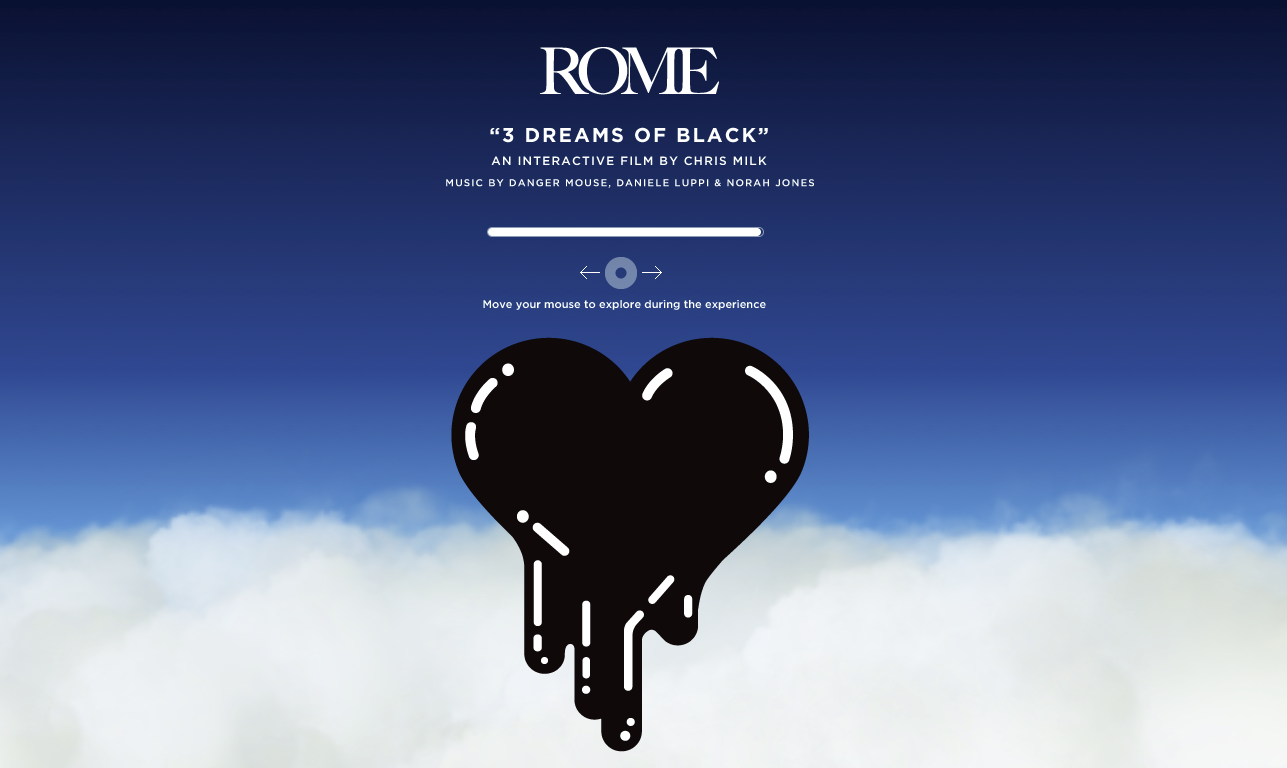 ROME
“3 DREAMS OF BLACK”
AN INTERACTIVE FILM BY CHRIS MILK
MUSIC BY DANGER MOUSE, DANIELE LUPPI & NORAH JONES
Move your mouse to explore during the experience